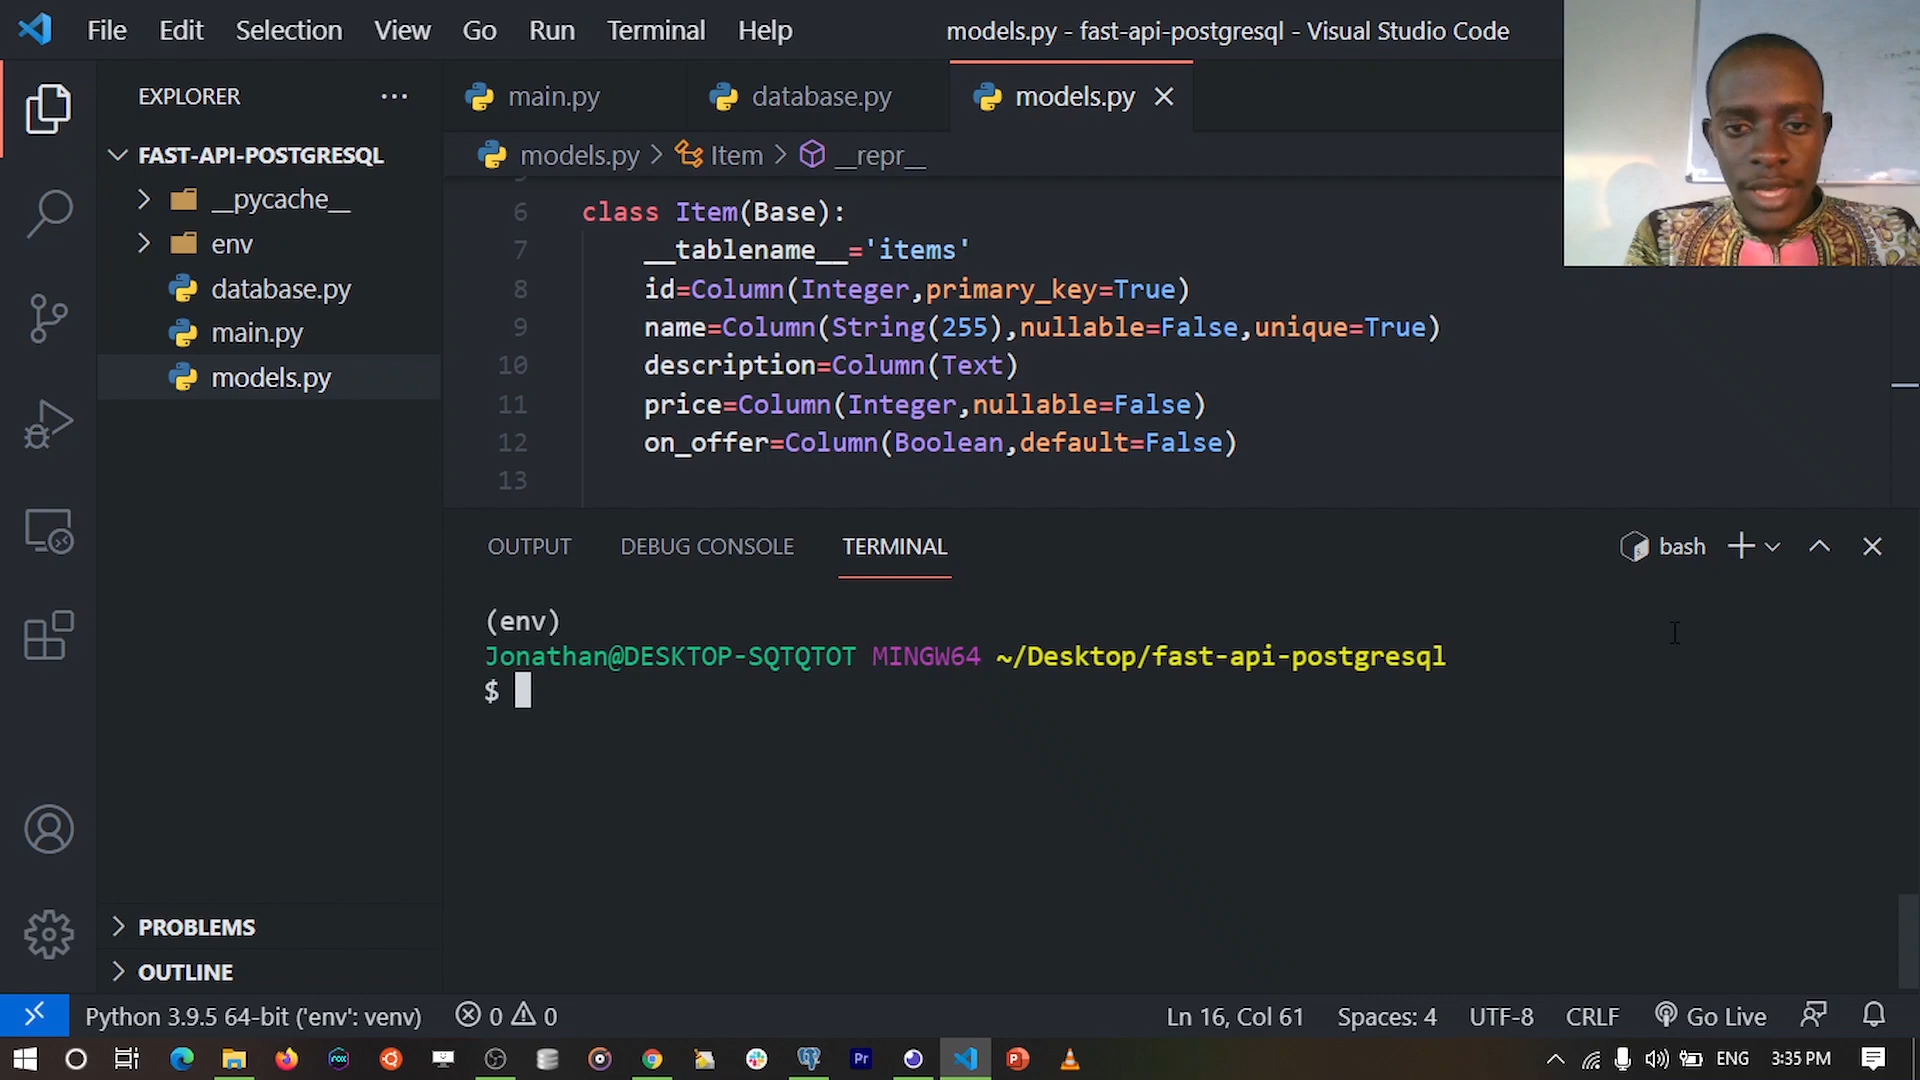 File Edit Selection View Go Run Terminal Help
models.py - fast-api-postgresql - Visual Studio Code
EXPLORER
main.py
database.py
models.py
FAST-API-POSTGRESQL
models.py > Item > __repr__
__pycache__
env
database.py
main.py
models.py
6 class Item(Base):
7 __tablename__='items'
8 id=Column(Integer,primary_key=True)
9 name=Column(String(255),nullable=False,unique=True)
10 description=Column(Text)
11 price=Column(Integer,nullable=False)
12 on_offer=Column(Boolean,default=False)
13
OUTPUT DEBUG CONSOLE TERMINAL
bash
(env)
Jonathan@DESKTOP-SQTQTOT MINGW64 ~/Desktop/fast-api-postgresql
$
PROBLEMS
OUTLINE
Python 3.9.5 64-bit ('env': venv) 0 0
Ln 16, Col 61 Spaces: 4 UTF-8 CRLF Go Live
nox
Pr
ENG 3:35 PM